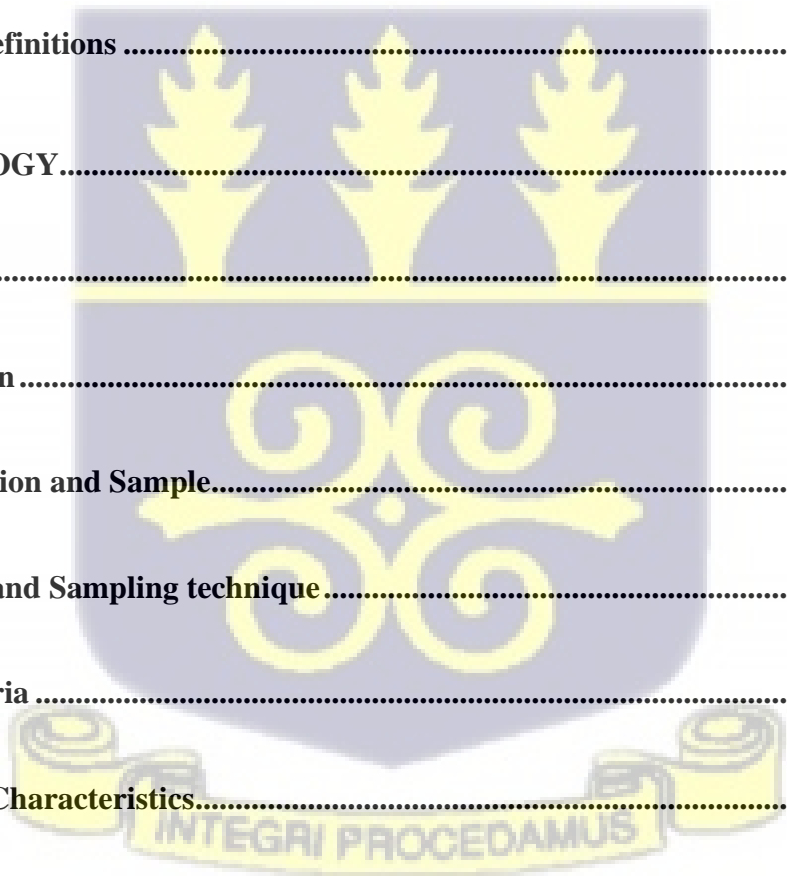 efinitions ................................................................................
OGY................................................................................
................................................................................
n ................................................................................
ion and Sample................................................................................
and Sampling technique ................................................................................
ria ................................................................................
Characteristics................................................................................
INTEGRI PROCEDAMUS